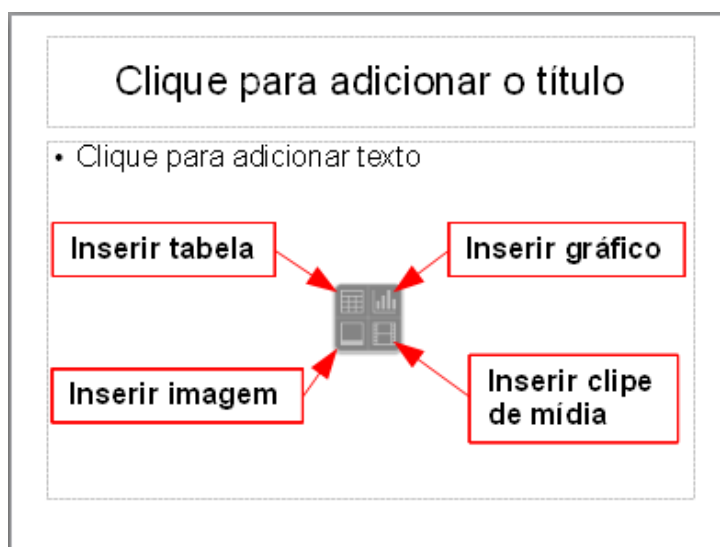 Clique para adicionar o título
• Clique para adicionar texto
Inserir tabela
Inserir gráfico
Inserir imagem
Inserir clipe
de mídia